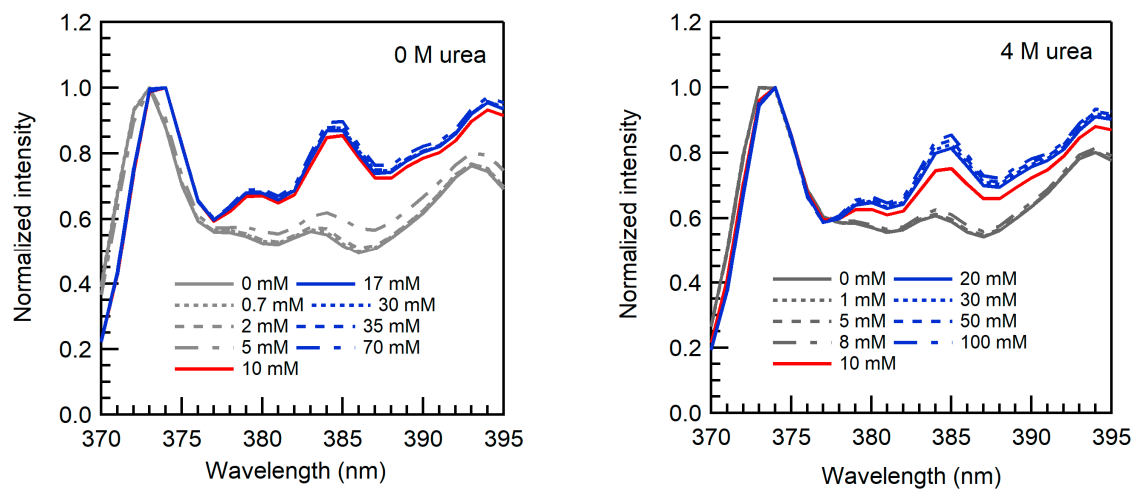 1.2
1.0
0.8
0.6
0.4
0.2
0.0
Normalized intensity
0 M urea
0 mM 17 mM
0.7 mM 30 mM
2 mM 35 mM
5 mM 70 mM
10 mM
370 375 380 385 390 395
Wavelength (nm)
1.2
1.0
0.8
0.6
0.4
0.2
0.0
Normalized intensity
4 M urea
0 mM 20 mM
1 mM 30 mM
5 mM 50 mM
8 mM 100 mM
10 mM
370 375 380 385 390 395
Wavelength (nm)